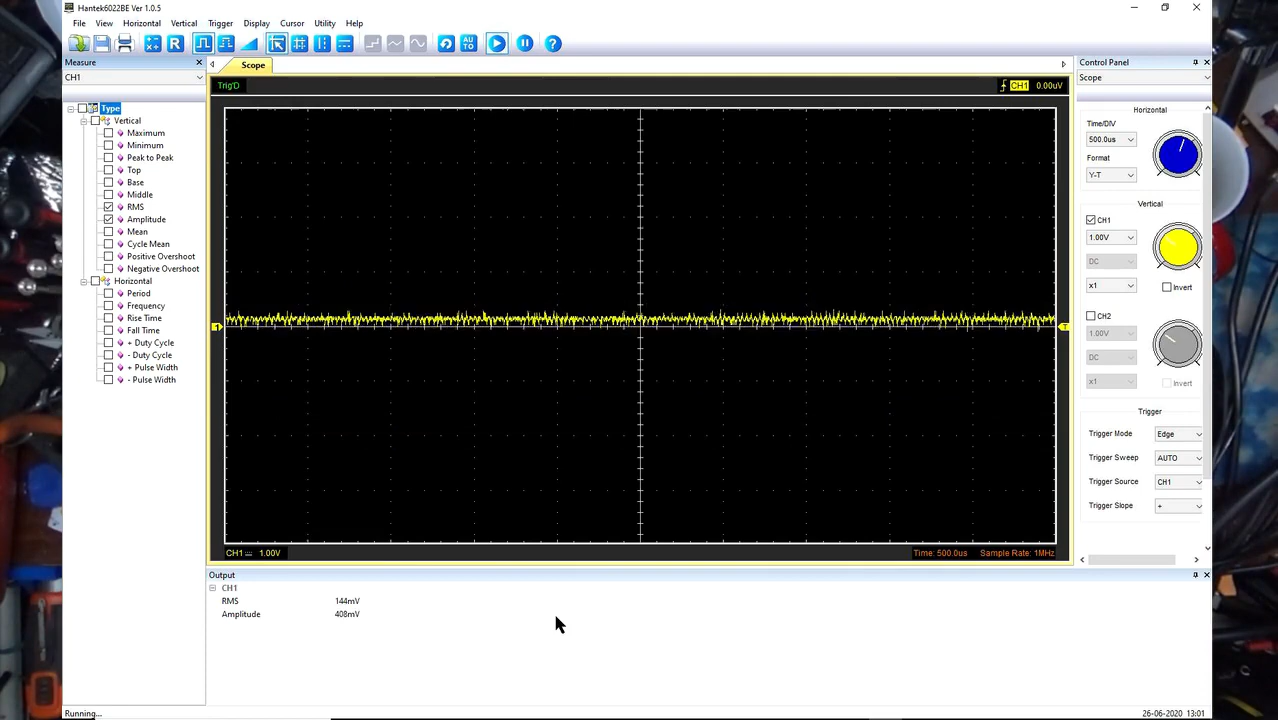 Hantek6022BE Ver 1.0.5
File View Horizontal Vertical Trigger Display Cursor Utility Help
R AU TO ?
Measure
CH1
Type
Vertical
Maximum
Minimum
Peak to Peak
Top
Base
Middle
RMS
Amplitude
Mean
Cycle Mean
Positive Overshoot
Negative Overshoot
Horizontal
Period
Frequency
Rise Time
Fall Time
+ Duty Cycle
- Duty Cycle
+ Pulse Width
- Pulse Width
Scope
Trig'D CH1 0.00uV
1 T
CH1 1.00V Time: 500.0us Sample Rate: 1MHz
Output
CH1
RMS 144mV
Amplitude 408mV
Control Panel
Scope
Horizontal
Time/DIV
500.0us
Format
Y-T
Vertical
CH1
1.00V
DC
x1 Invert
CH2
1.00V
DC
x1 Invert
Trigger
Trigger Mode Edge
Trigger Sweep AUTO
Trigger Source CH1
Trigger Slope +
Running... 26-06-2020 13:01